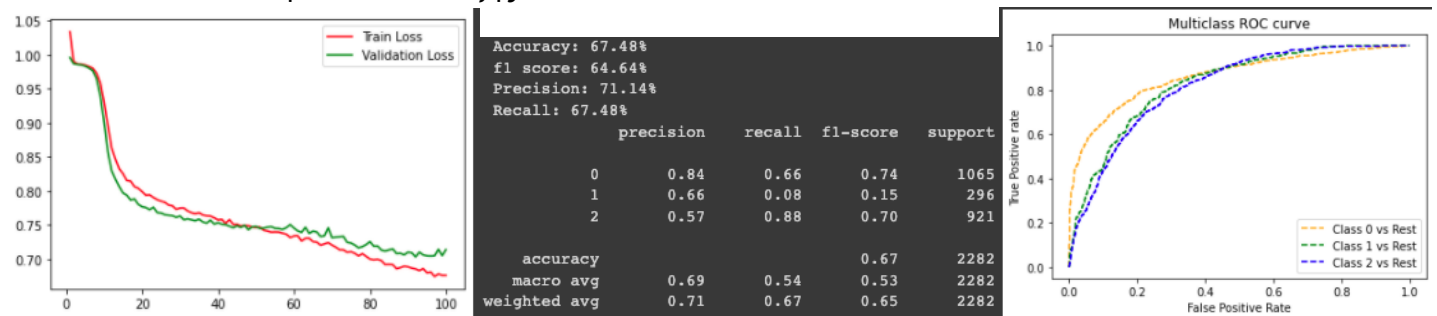 1.05
1.00
0.95
0.90
0.85
0.80
0.75
0.70
0 20 40 60 80 100
Train Loss
Validation Loss
Accuracy: 67.48%
f1 score: 64.64%
Precision: 71.14%
Recall: 67.48%
precision recall f1-score support
0 0.84 0.66 0.74 1065
1 0.66 0.08 0.15 296
2 0.57 0.88 0.70 921
accuracy 0.67 2282
macro avg 0.69 0.54 0.53 2282
weighted avg 0.71 0.67 0.65 2282
Multiclass ROC curve
True Positive rate
1.0
0.8
0.6
0.4
0.2
0.0
Class 0 vs Rest
Class 1 vs Rest
Class 2 vs Rest
0.0 0.2 0.4 0.6 0.8 1.0
False Positive Rate